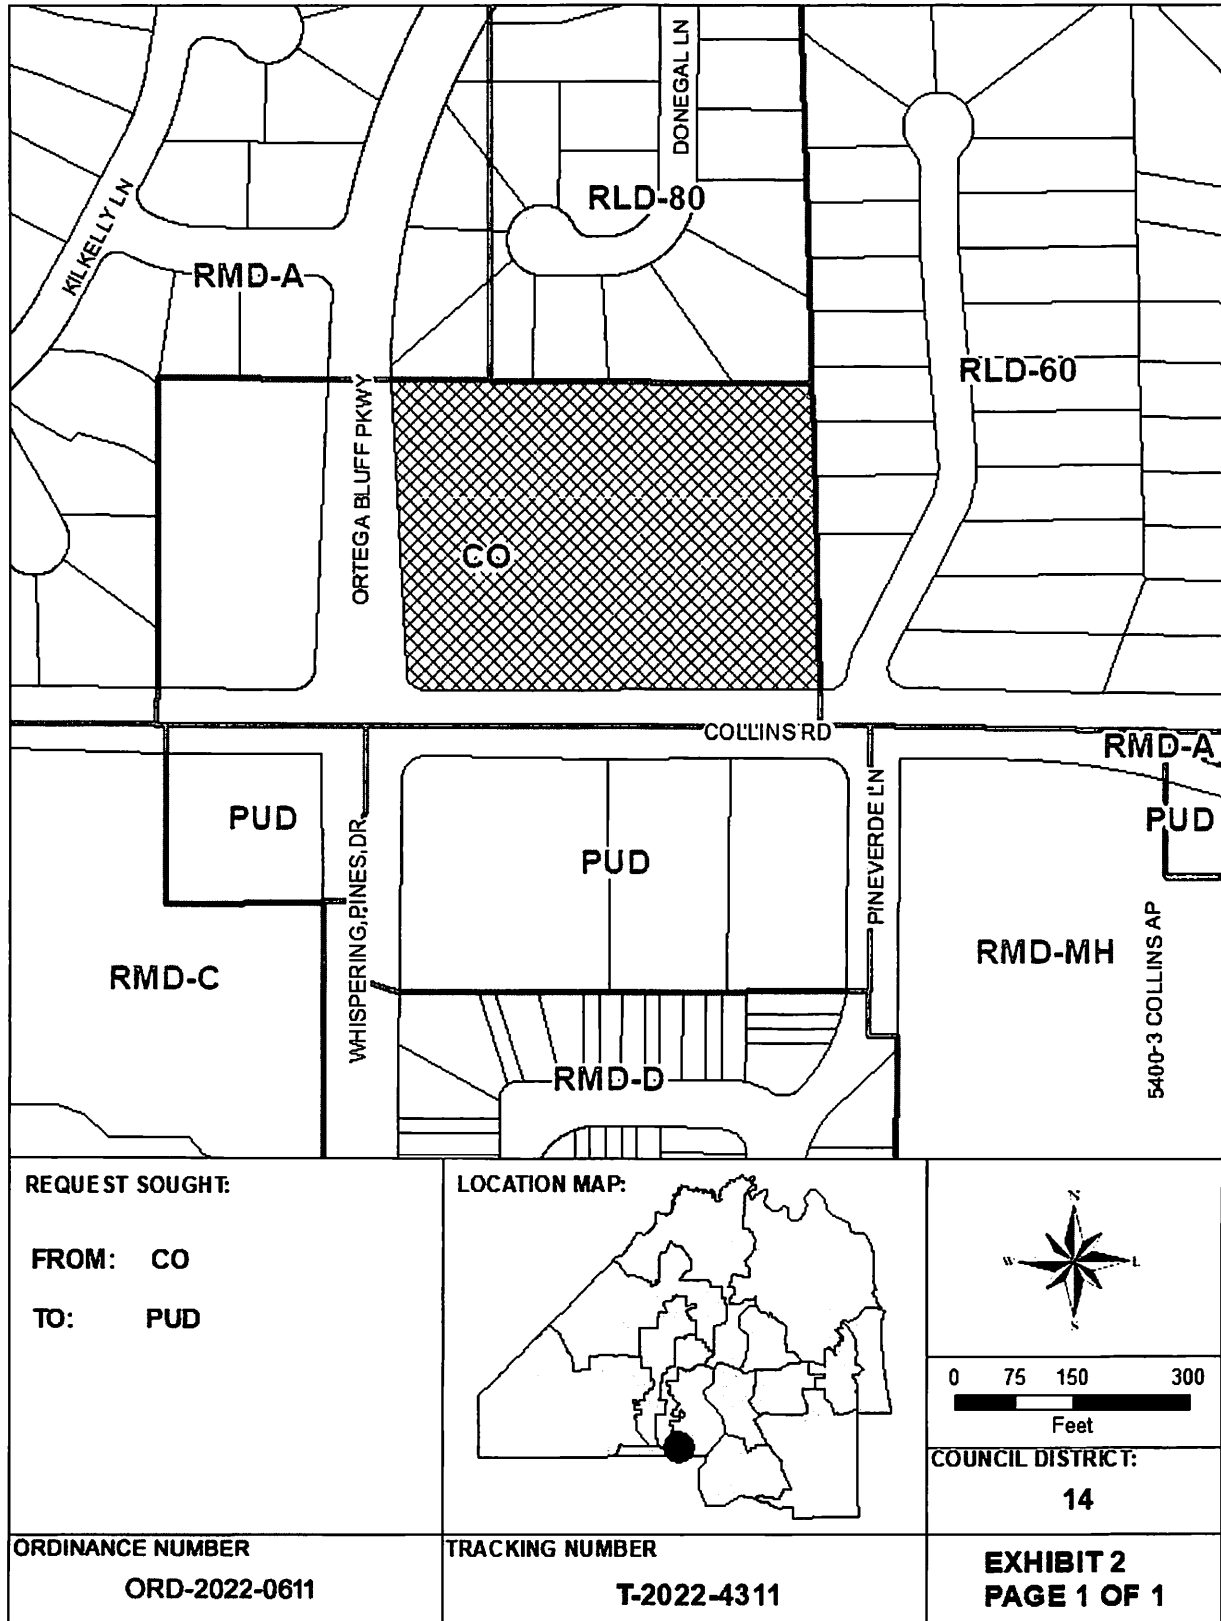 DONEGAL LN
RLD-80
KILKELLY LN
RMD-A
RLD-60
ORTEGA BLUFF PKWY
CO
COLLINS RD
RMD-A
PUD
PUD
PUD
WHISPERING PINES DR
PINEVERDE LN
RMD-C
RMD-MH
5400-3 COLLINS AP
RMD-D
REQUEST SOUGHT:
FROM: CO
TO: PUD
LOCATION MAP:
N
W
S
0 75 150 300
Feet
COUNCIL DISTRICT:
14
ORDINANCE NUMBER
ORD-2022-0611
TRACKING NUMBER
T-2022-4311
EXHIBIT 2
PAGE 1 OF 1